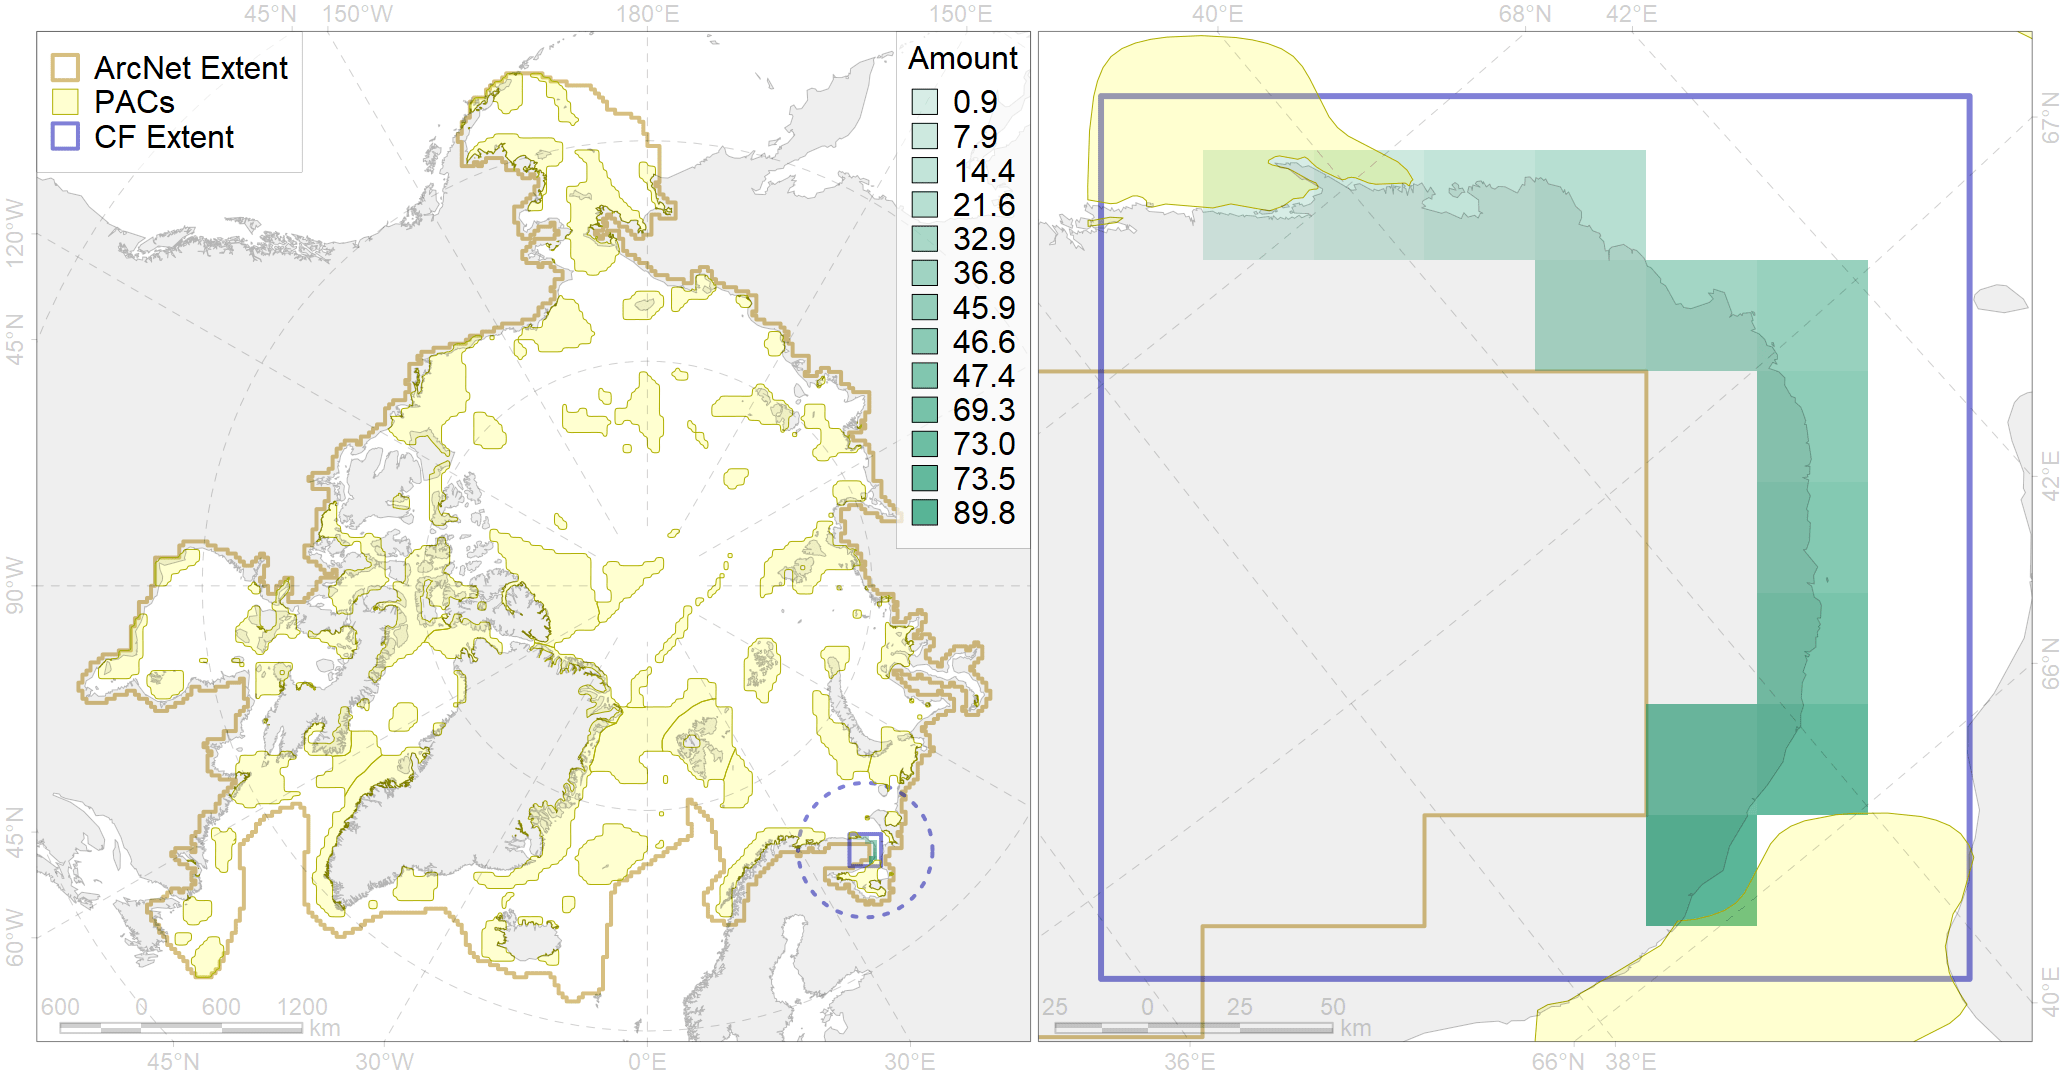 45°N 150°W 180°E 150°E 40°E 68°N 42°E
ArcNet Extent
PACs
CF Extent
Amount
0.9
7.9
14.4
21.6
32.9
36.8
45.9
46.6
47.4
69.3
73.0
73.5
89.8
120°W
45°N
90°W
45°N
60°W
67°N
42°E
66°N
40°E
600 0 600 1200
km
25 0 25 50
km
45°N 30°W 0°E 30°E 36°E 66°N 38°E